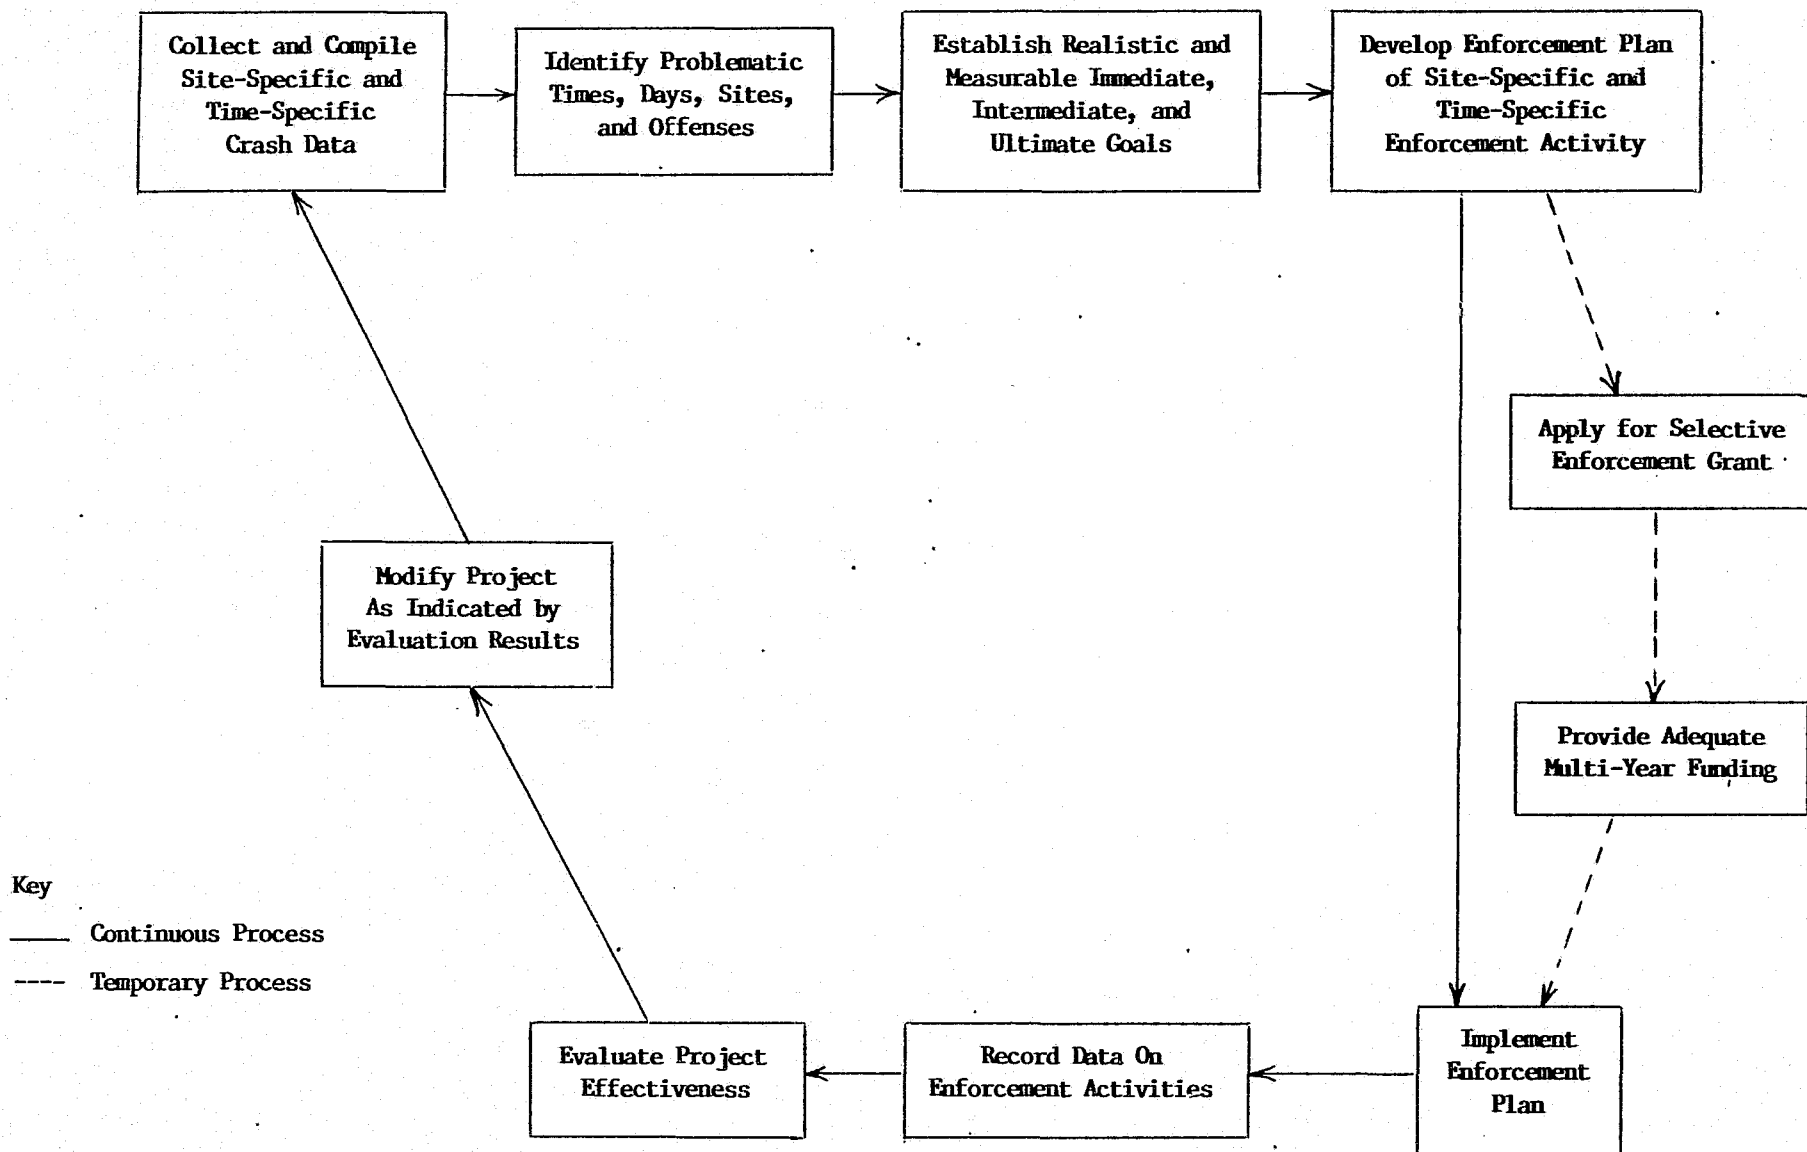 Collect and Compile
Site-Specific and
Time-Specific
Crash Data
Identify Problematic
Times, Days, Sites,
and Offenses
Establish Realistic and
Measurable Immediate,
Intermediate, and
Ultimate Goals
Develop Enforcement Plan
of Site-Specific and
Time-Specific
Enforcement Activity
Apply for Selective
Enforcement Grant
Provide Adequate
Multi-Year Funding
Implement
Enforcement
Plan
Record Data On
Enforcement Activities
Evaluate Project
Effectiveness
Modify Project
As Indicated by
Evaluation Results
Key
Continuous Process
Temporary Process